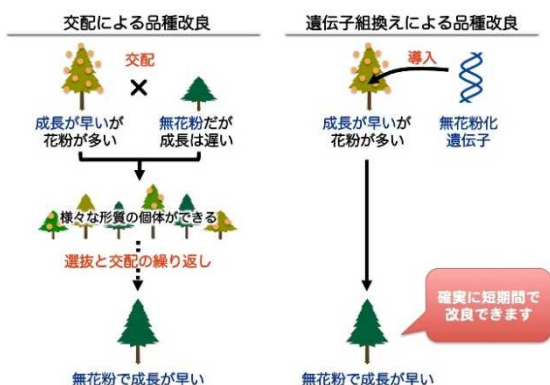 交配による品種改良
交配
成長が早いが
花粉が多い
無花粉だが
成長は遅い
様々な形質の個体ができる
選抜と交配の繰り返し
無花粉で成長が早い
遺伝子組換えによる品種改良
導入
成長が早いが
花粉が多い
無花粉化
遺伝子
確実に短期間で
改良できます
無花粉で成長が早い